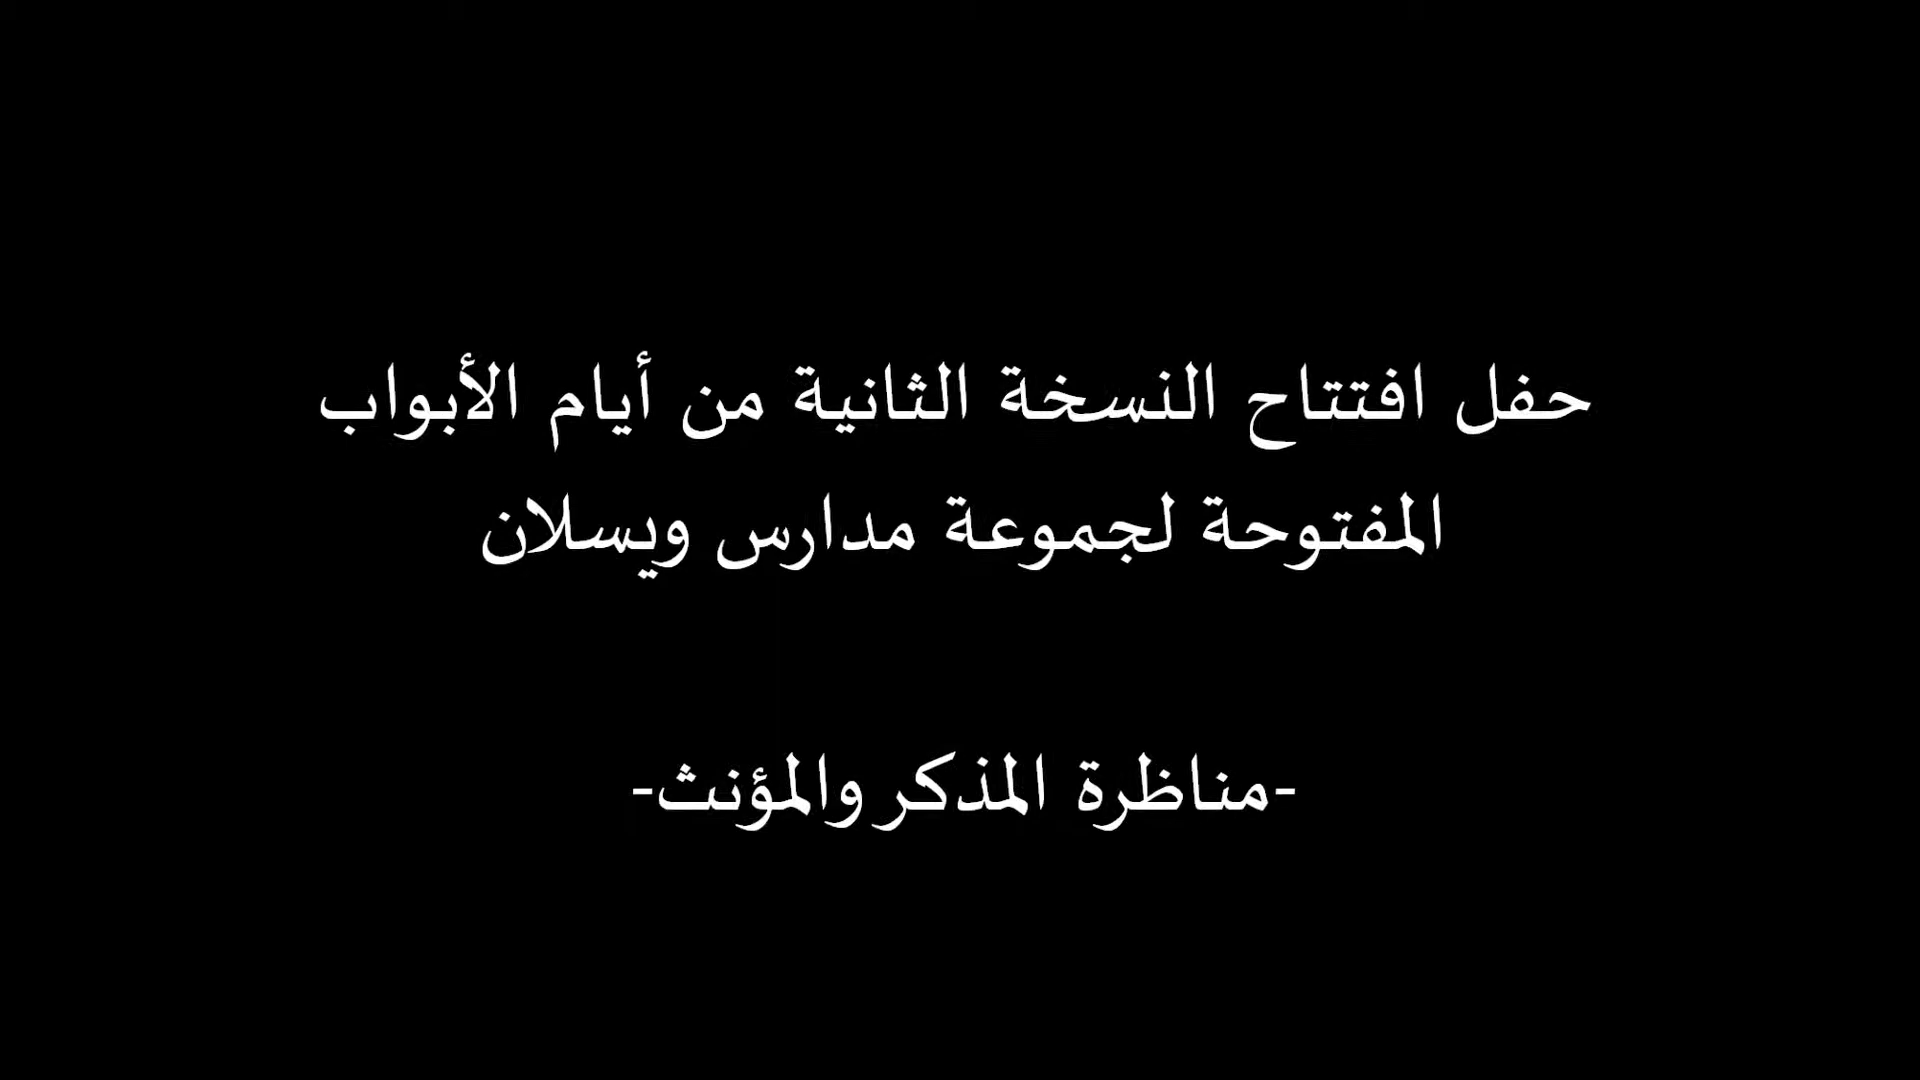 حفل افتتاح النسخة الثانية من أيام الأبواب
المفتوحة لجموعة مدارس ويسلان
-مناظرة المذكر والمؤنث-